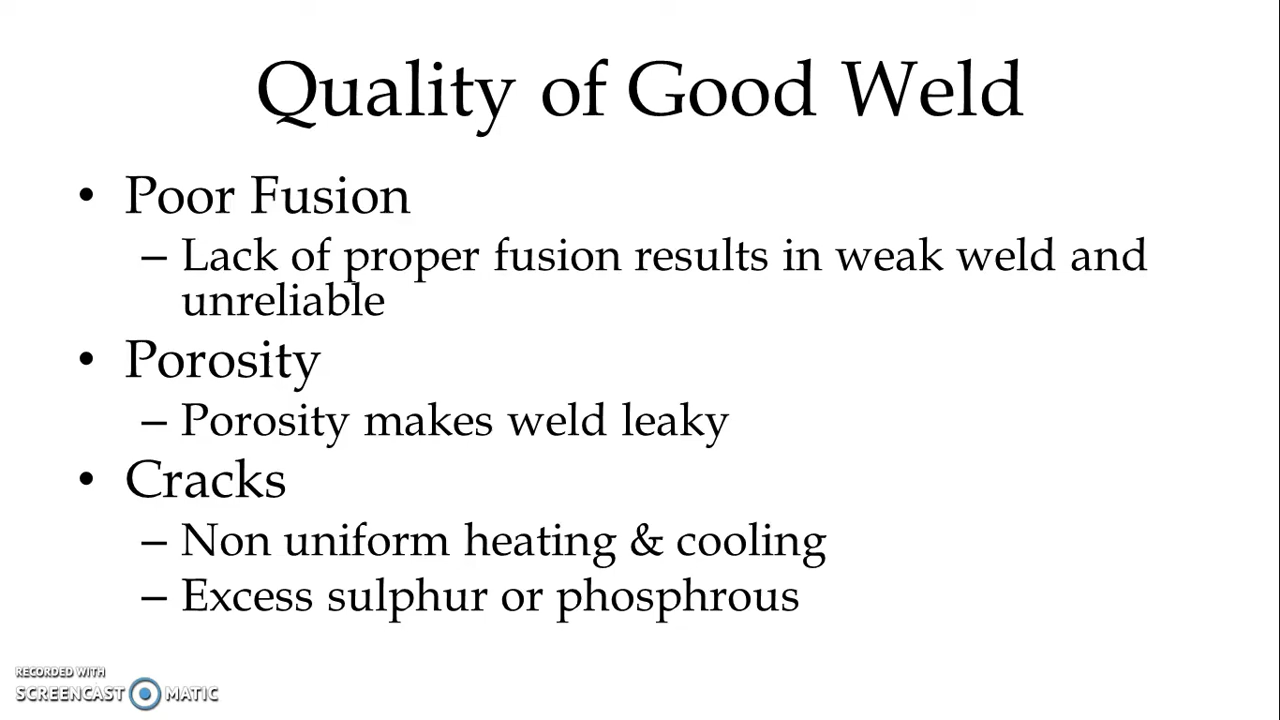 Quality of Good Weld
• Poor Fusion
– Lack of proper fusion results in weak weld and
unreliable
• Porosity
– Porosity makes weld leaky
• Cracks
– Non uniform heating & cooling
– Excess sulphur or phosphrous
RECORDED WITH
SCREENCAST MATIC